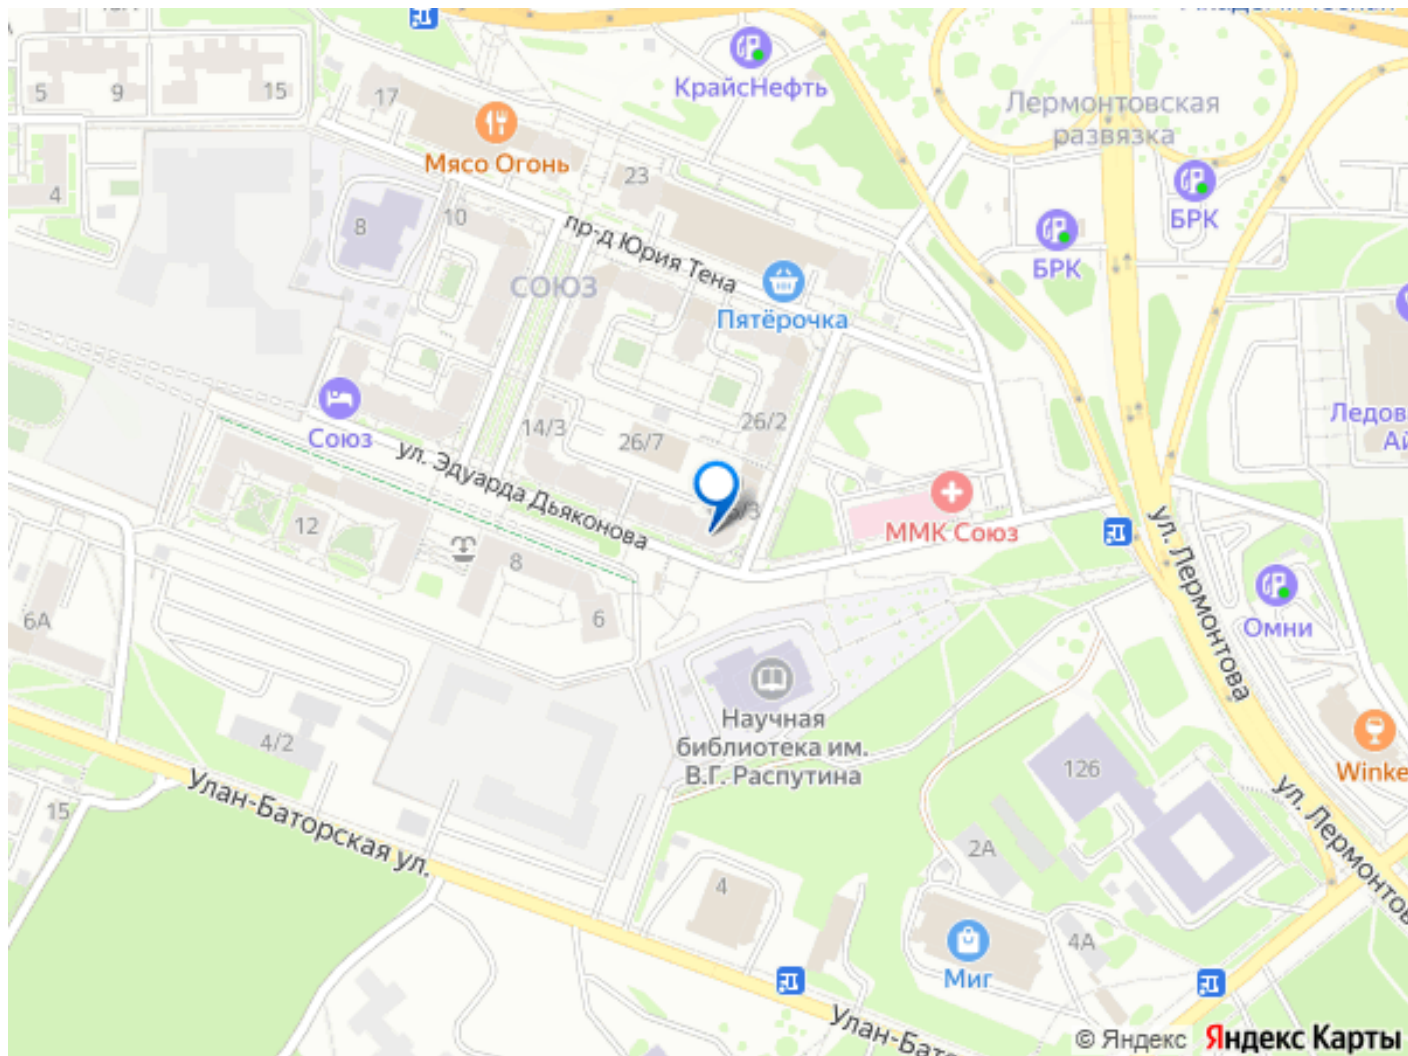 5
9
15
17
КрайсНефть
Лермонтовская
развязка
Мясо Огонь
4
23
БРК
8
10
пр-д Юрия Тена
БРК
СОЮЗ
Пятёрочка
Союз
14/3
26/7
26/2
ул. Эдуарда Дьяконова
ММК Союз
12
8
6
6А
ул. Лермонтова
Омни
Научная
библиотека им.
В.Г. Распутина
4/2
126
Winke
15
Улан-Баторская ул.
2А
4
ул. Лермонтов
4А
Миг
Улан-Ба
© Яндекс Яндекс Карты